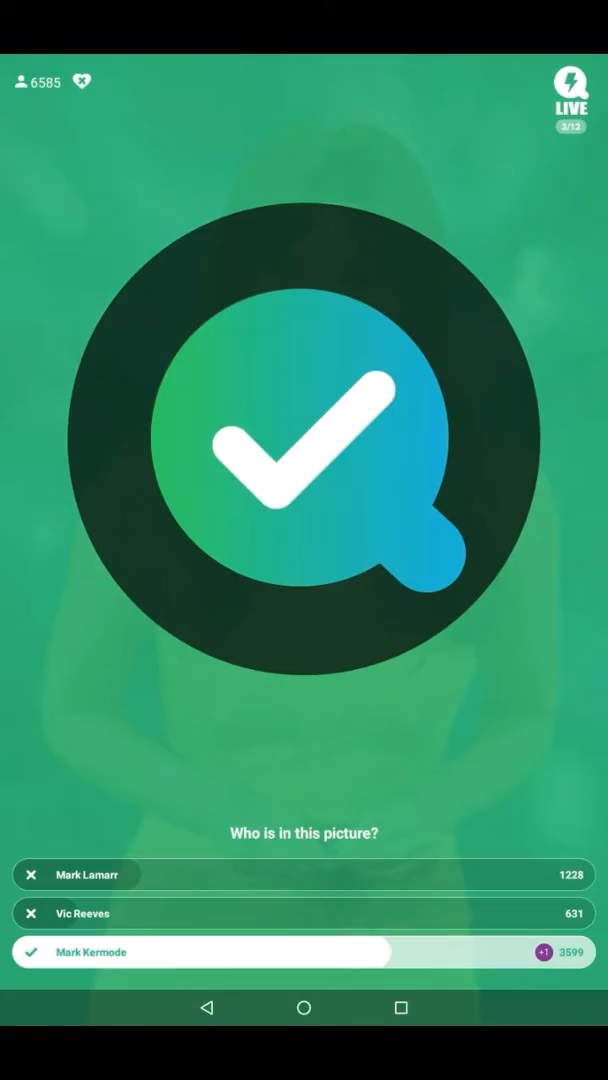 6585
LIVE
3/12
Who is in this picture?
Mark Lamarr 1228
Vic Reeves 631
Mark Kermode +1 3599